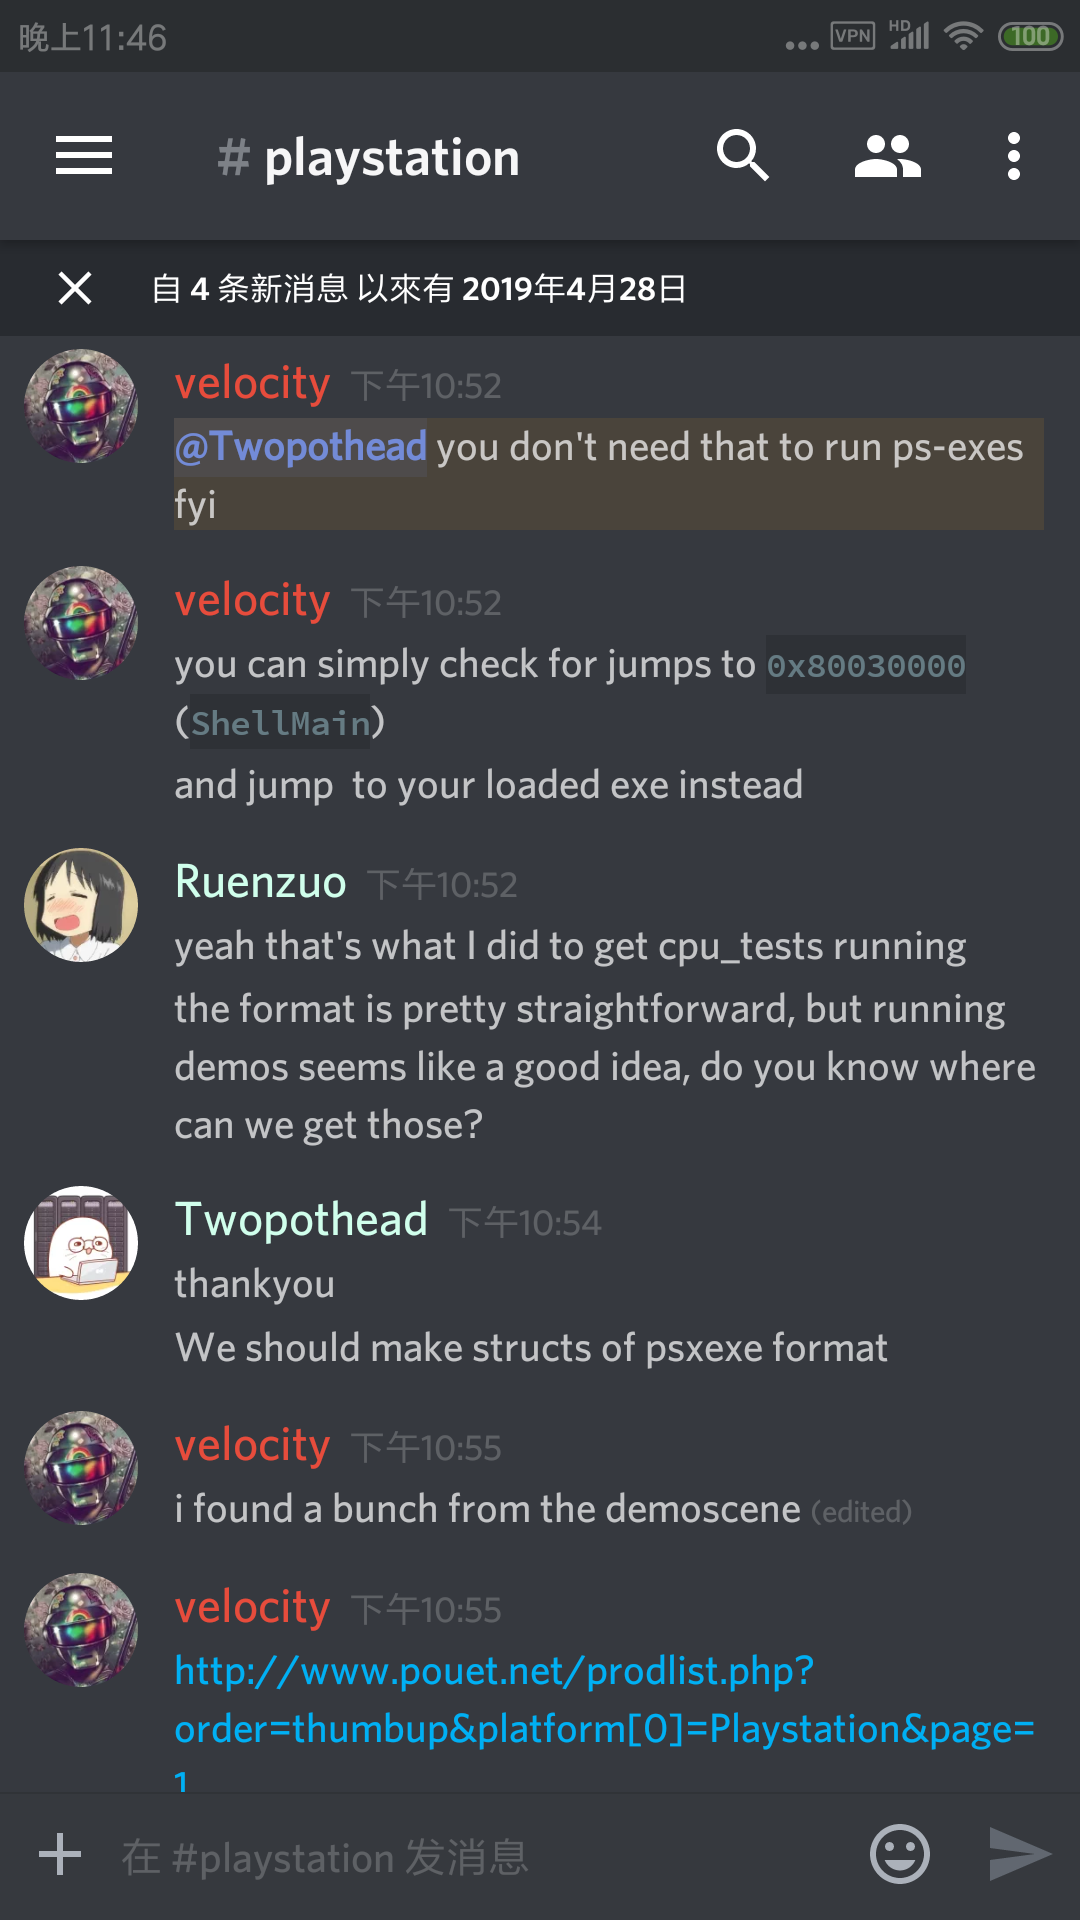 晚上11:46
... VPN HD 100
# playstation
自 4 条新消息 以來有 2019年4月28日
velocity 下午10:52
@Twopothead you don't need that to run ps-exes
fyi
velocity 下午10:52
you can simply check for jumps to 0x80030000
(ShellMain)
and jump  to your loaded exe instead
Ruenzuo 下午10:52
yeah that's what I did to get cpu_tests running
the format is pretty straightforward, but running
demos seems like a good idea, do you know where
can we get those?
Twopothead 下午10:54
thankyou
We should make structs of psxexe format
velocity 下午10:55
i found a bunch from the demoscene (edited)
velocity 下午10:55
http://www.pouet.net/prodlist.php?
order=thumbup&platform[0]=Playstation&page=
1
在 #playstation 发消息